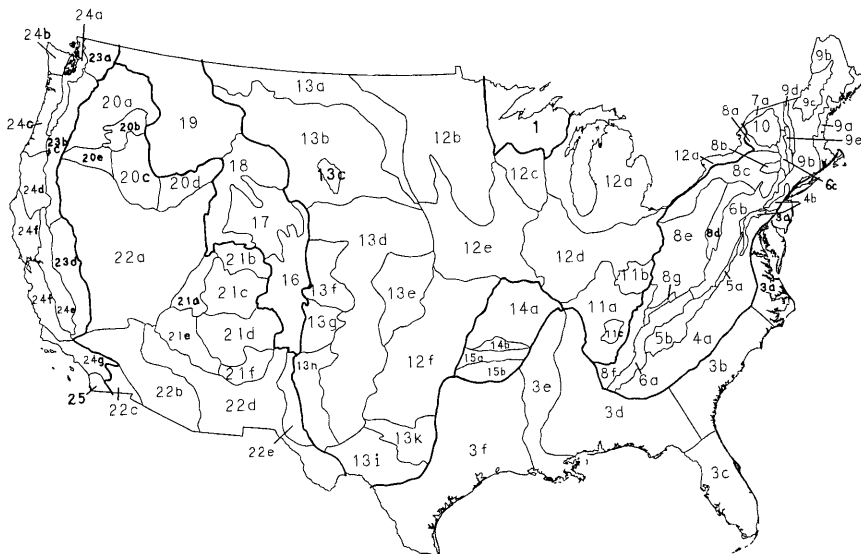 24a
24b
23a
13a
9b
9d
7a
9c
20a
8a
10
9a
20b
19
1
24c
13b
12b
8b
9e
23b
20e
18
12a
9b
13c
12c
12a
8c
6c
20c
20d
24d
4b
6b
3a
17
13d
24f
12e
8d
22a
12d
8e
23d
21b
16
11b
8g
3a
5a
13f
13e
21a
21c
24f
14a
11a
24e
13g
21e
21d
14b
11c
5b
4a
15a
12f
24g
15b
21f
13h
8f
3b
6a
22b
3e
25
22c
22d
3d
13k
22e
13i
3f
3c